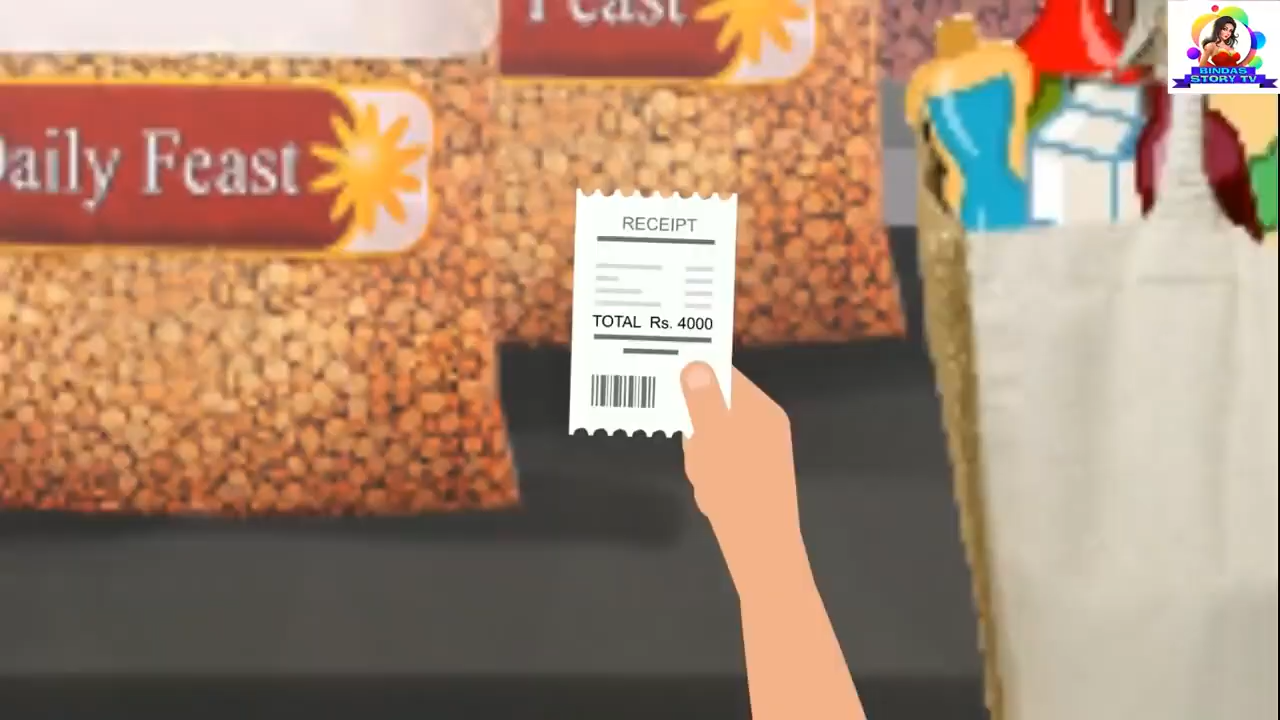 Feast
BINDAS
STORY TV
Daily Feast
RECEIPT
TOTAL Rs. 4000